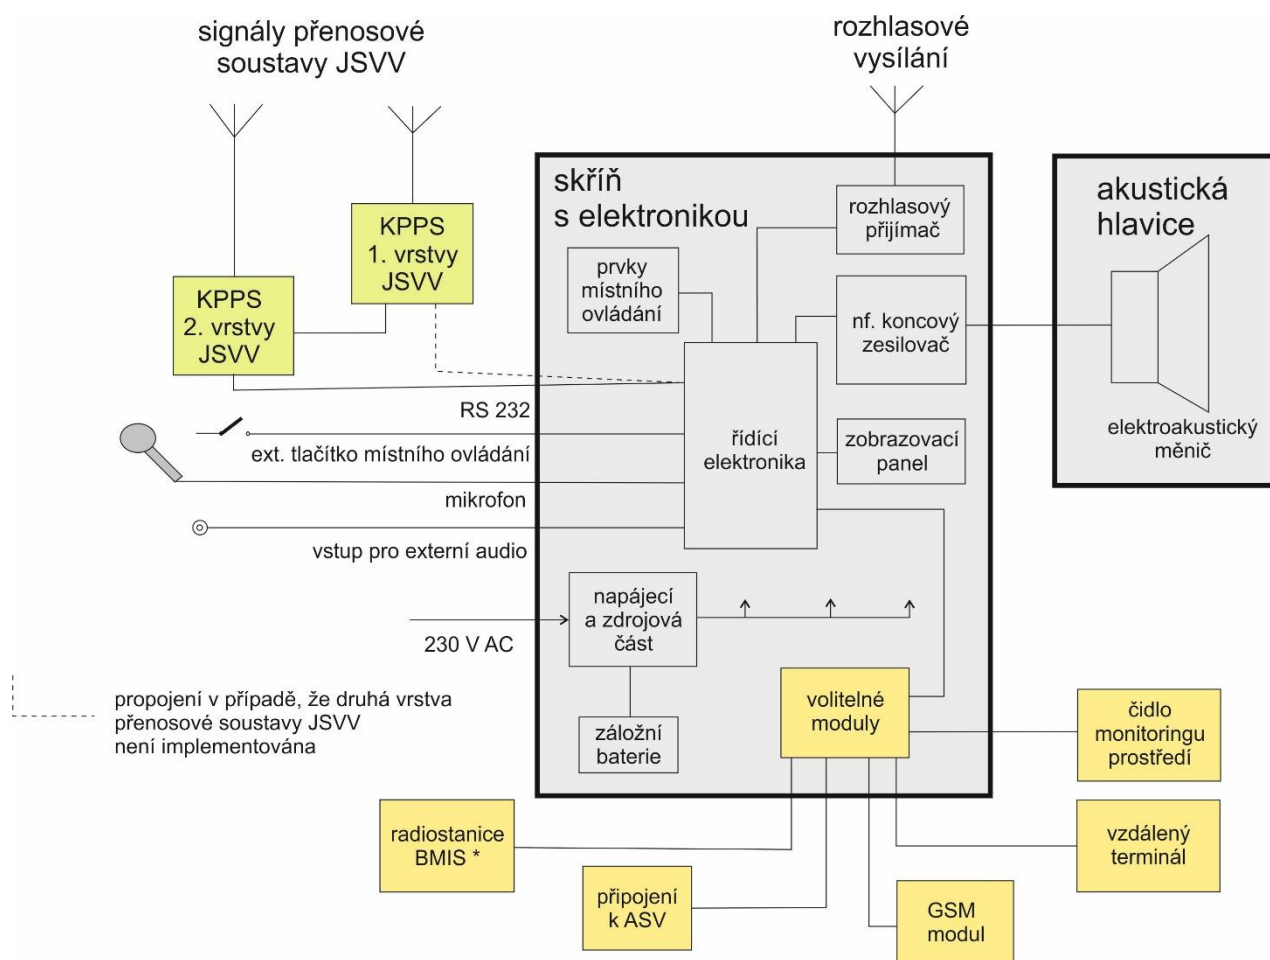 signály přenosové
soustavy JSVV
rozhlasové
vysílání
KPPS
1. vrstvy
JSVV
KPPS
2. vrstvy
JSVV
skříň
s elektronikou
rozhlasový
přijímač
akustická
hlavice
prvky
místního
ovládání
nf. koncový
zesilovač
RS 232
ext. tlačítko místního ovládání
řídící
elektronika
zobrazovací
panel
elektroakustický
měnič
mikrofon
vstup pro externí audio
230 V AC
napájecí
a zdrojová
část
propojení v případě, že druhá vrstva
přenosové soustavy JSVV
není implementována
záložní
baterie
volitelné
moduly
čidlo
monitoringu
prostředí
radiostanice
BMIS *
vzdálený
terminál
připojení
k ASV
GSM
modul